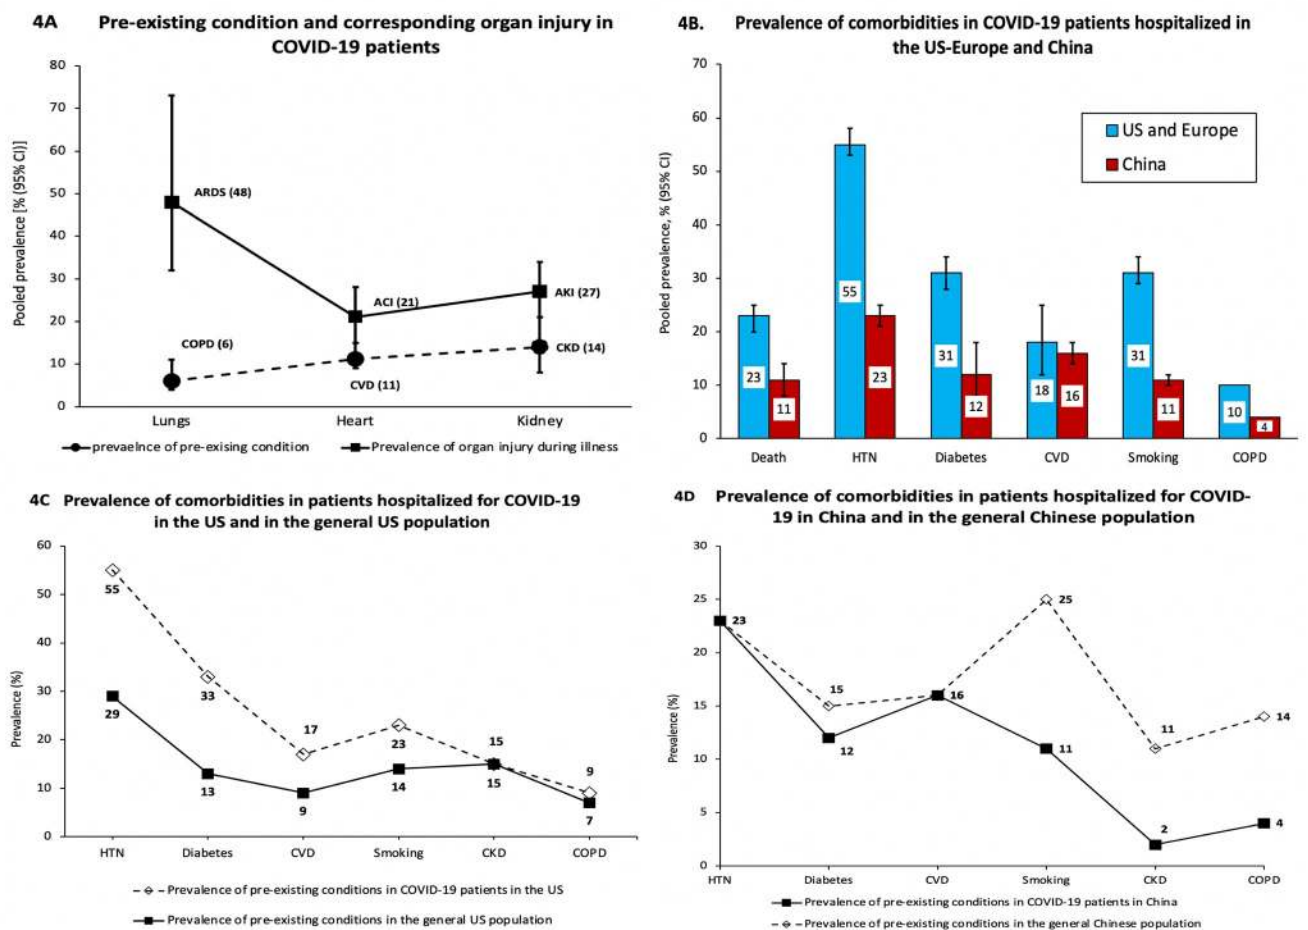 4A Pre-existing condition and corresponding organ injury in
COVID-19 patients
Pooled prevalence [% (95% CI)]
80
70
60
50
40
30
20
10
0
ARDS (48)
COPD (6)
ACI (21)
CVD (11)
AKI (27)
CKD (14)
Lungs Heart Kidney
prevaelnce of pre-exising condition Prevalence of organ injury during illness
4B. Prevalence of comorbidities in COVID-19 patients hospitalized in
the US-Europe and China
Pooled prevalence, % (95% CI)
70
60
50
40
30
20
10
0
US and Europe
China
23
11
55
23
31
12
18
16
31
11
10
4
Death HTN Diabetes CVD Smoking COPD
4C Prevalence of comorbidities in patients hospitalized for COVID-19
in the US and in the general US population
Prevalence (%)
60
50
40
30
20
10
0
55
29
33
13
17
9
23
14
15
15
9
7
HTN Diabetes CVD Smoking CKD COPD
Prevalence of pre-existing conditions in COVID-19 patients in the US
Prevalence of pre-existing conditions in the general US population
4D Prevalence of comorbidities in patients hospitalized for COVID-
19 in China and in the general Chinese population
Prevalence (%)
30
25
20
15
10
5
0
23
15
12
16
25
11
11
2
14
4
HTN Diabetes CVD Smoking CKD COPD
Prevalence of pre-existing conditions in COVID-19 patients in China
Prevalence of pre-existing conditions in the general Chinese population